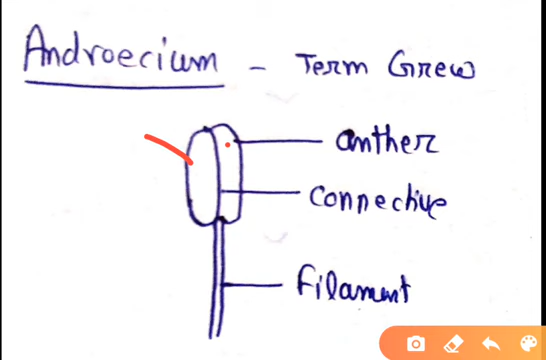 Androecium - Term Grew
anther
connective
filament